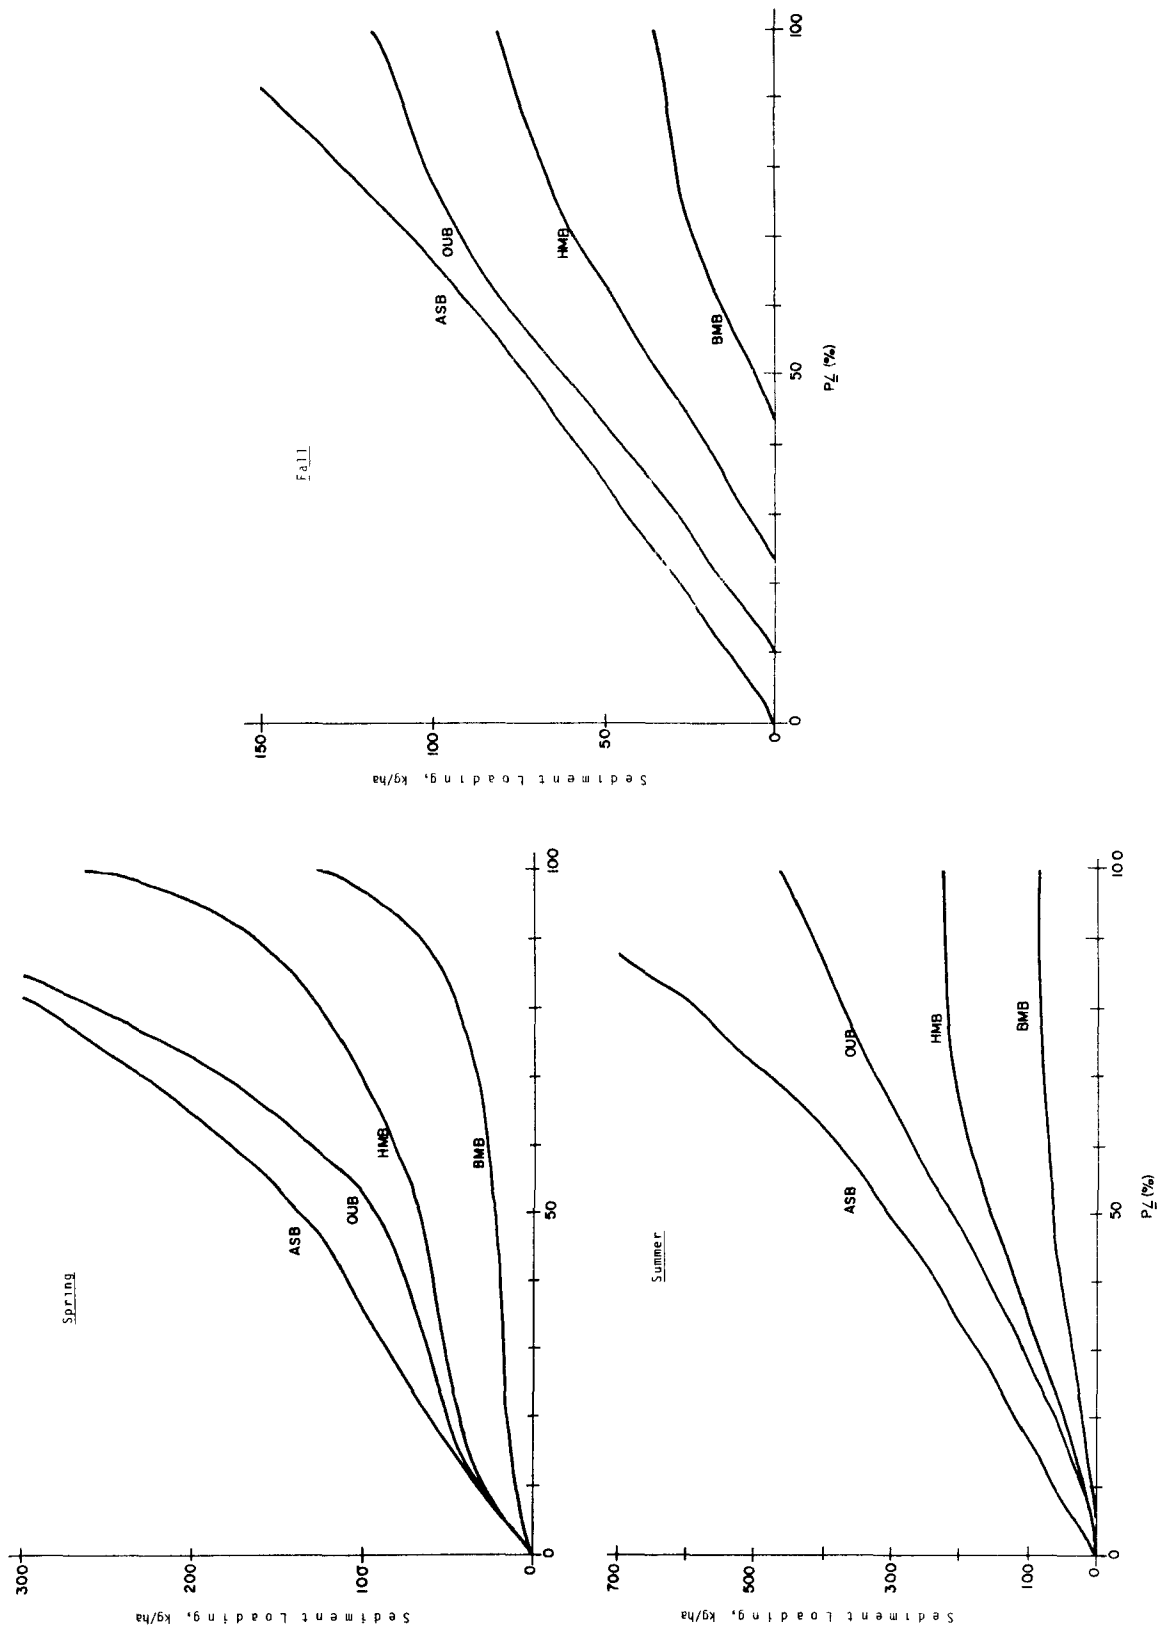 Spring
Sediment Loading, kg/ha
300
200
100
0
50
100
ASB
OUB
HMB
BMB
Summer
Sediment Loading, kg/ha
700
500
300
100
0
50
100
P≤ (%)
ASB
OUB
HMB
BMB
Fall
Sediment Loading, kg/ha
150
100
50
0
0
50
100
P≤ (%)
ASB
OUB
HMB
BMB